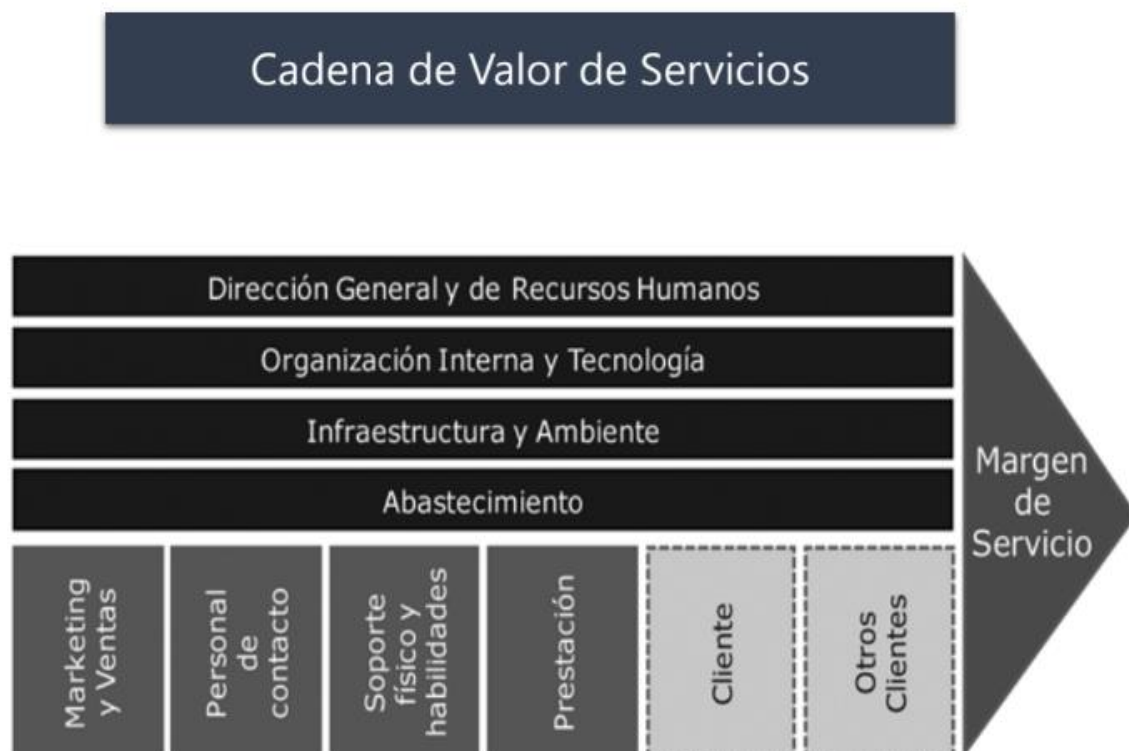 Cadena de Valor de Servicios
Dirección General y de Recursos Humanos
Organización Interna y Tecnología
Infraestructura y Ambiente
Abastecimiento
Marketing
y Ventas
Personal
de
contacto
Soporte
físico y
habilidades
Prestación
Cliente
Otros
Clientes
Margen
de
Servicio